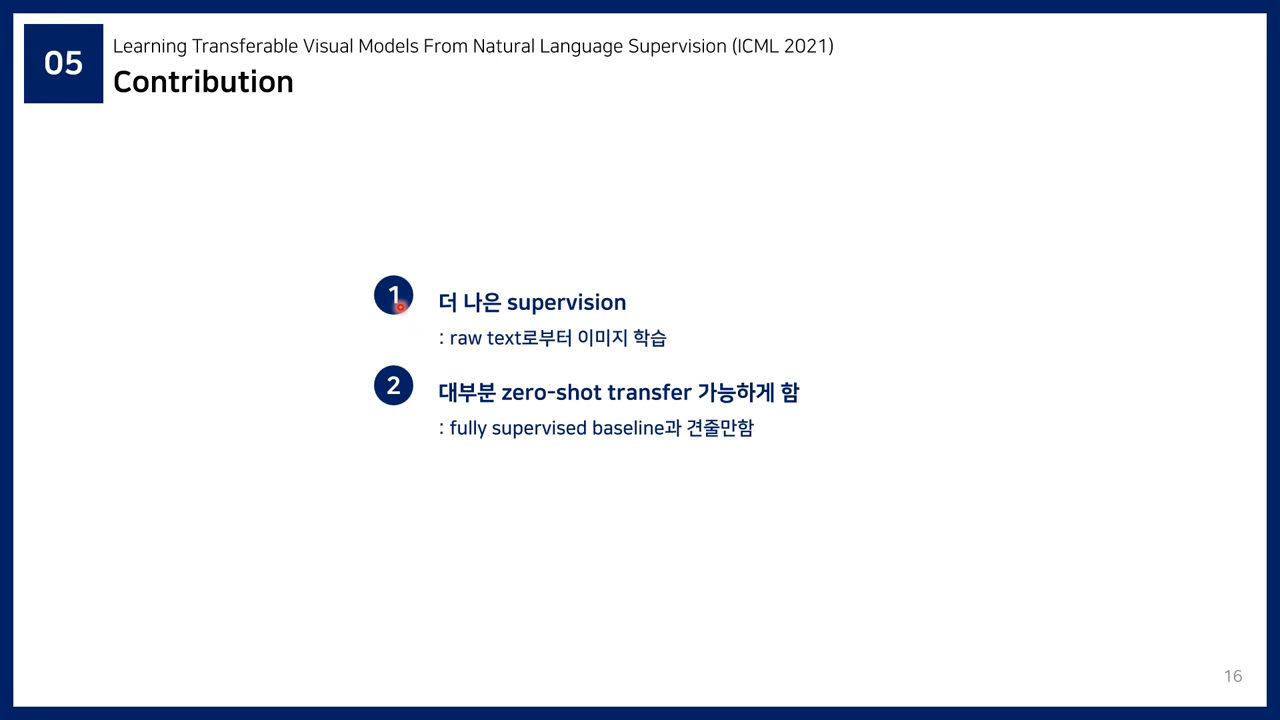 05
Learning Transferable Visual Models From Natural Language Supervision (ICML 2021)
Contribution
1
더 나은 supervision
: raw text로부터 이미지 학습
2
대부분 zero-shot transfer 가능하게 함
: fully supervised baseline과 견줄만함
16